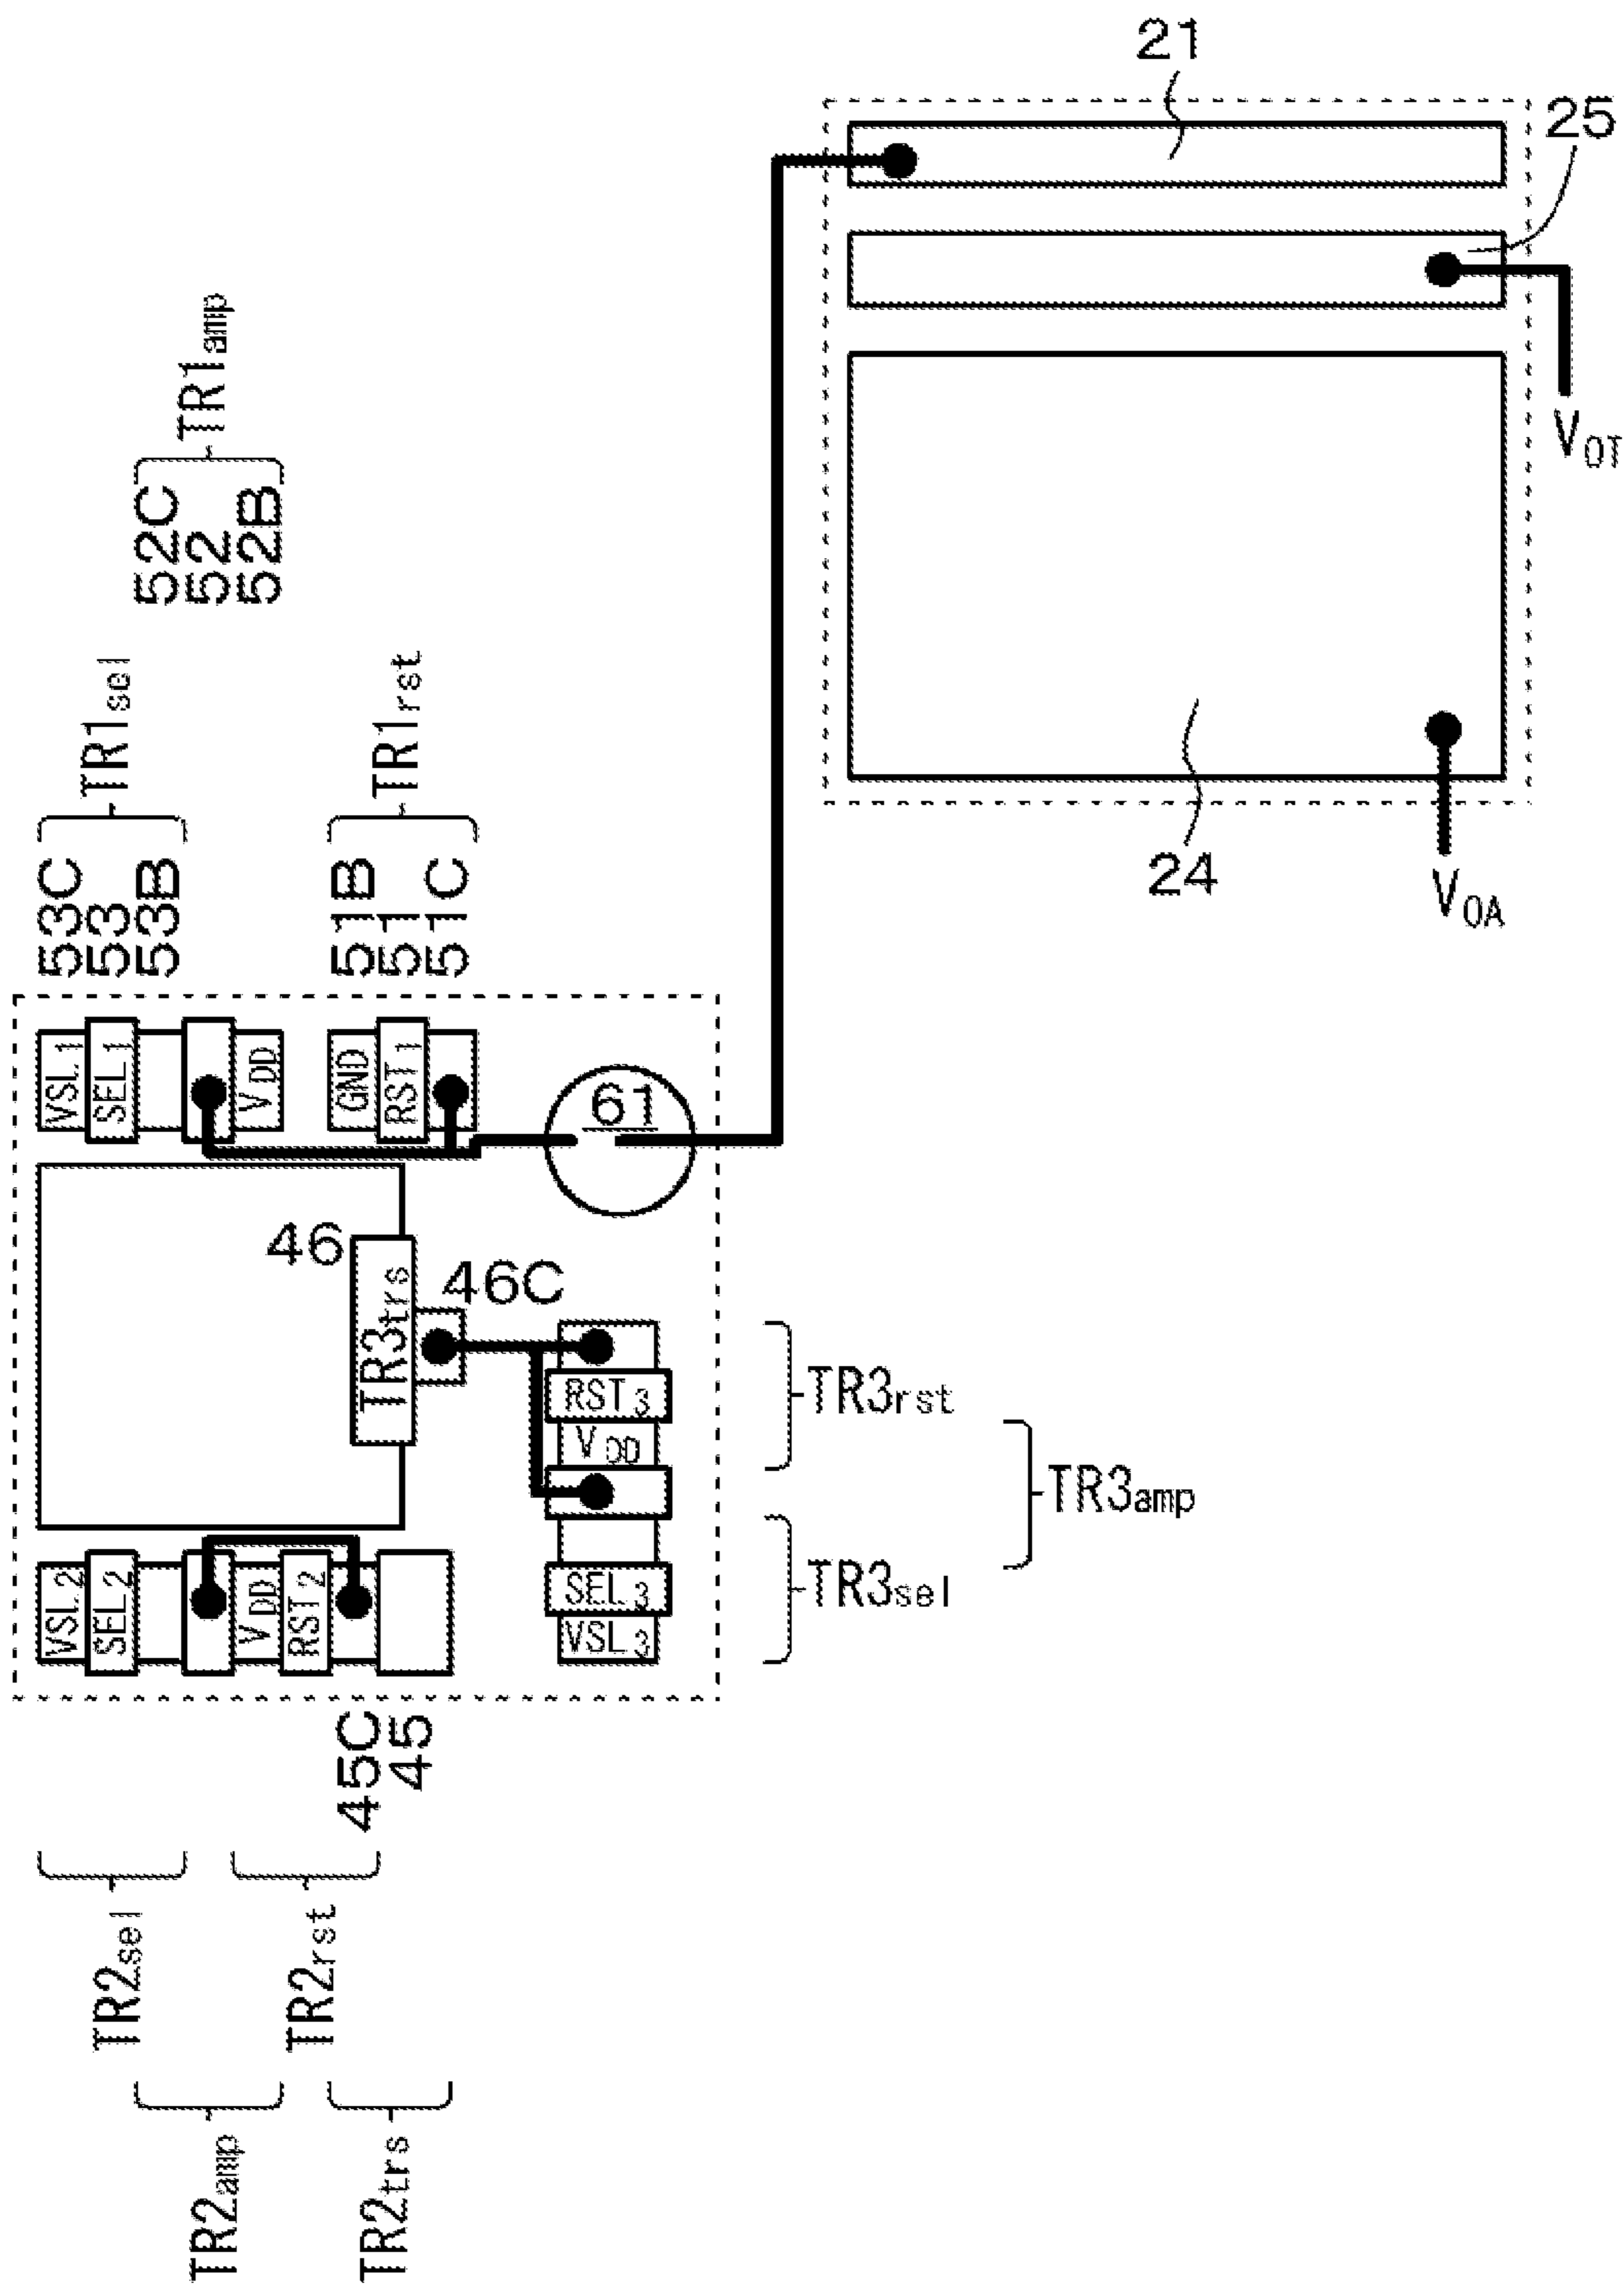 21
25
V_OT
24
V_OA
52C
52
52B
TR1amp
53C
53
53B
TR1sel
51B
51
51C
TR1rst
VSL1
SEL1
VDD
GND
RST1
61
46
TR3trs
46C
RST3
VDD
SEL3
VSL3
TR3rst
TR3amp
TR3sel
VSL2
SEL2
VDD
RST2
45C
45
TR2sel
TR2rst
TR2amp
TR2trs